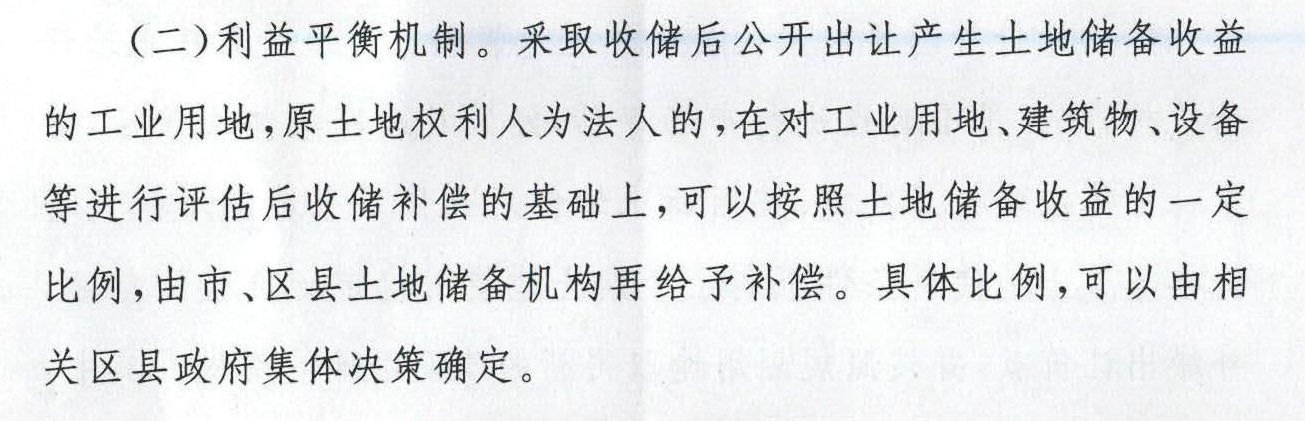 (二)利益平衡机制。采取收储后公开出让产生土地储备收益
的工业用地,原土地权利人为法人的,在对工业用地、建筑物、设备
等进行评估后收储补偿的基础上,可以按照土地储备收益的一定
比例,由市、区县土地储备机构再给予补偿。具体比例,可以由相
关区县政府集体决策确定。